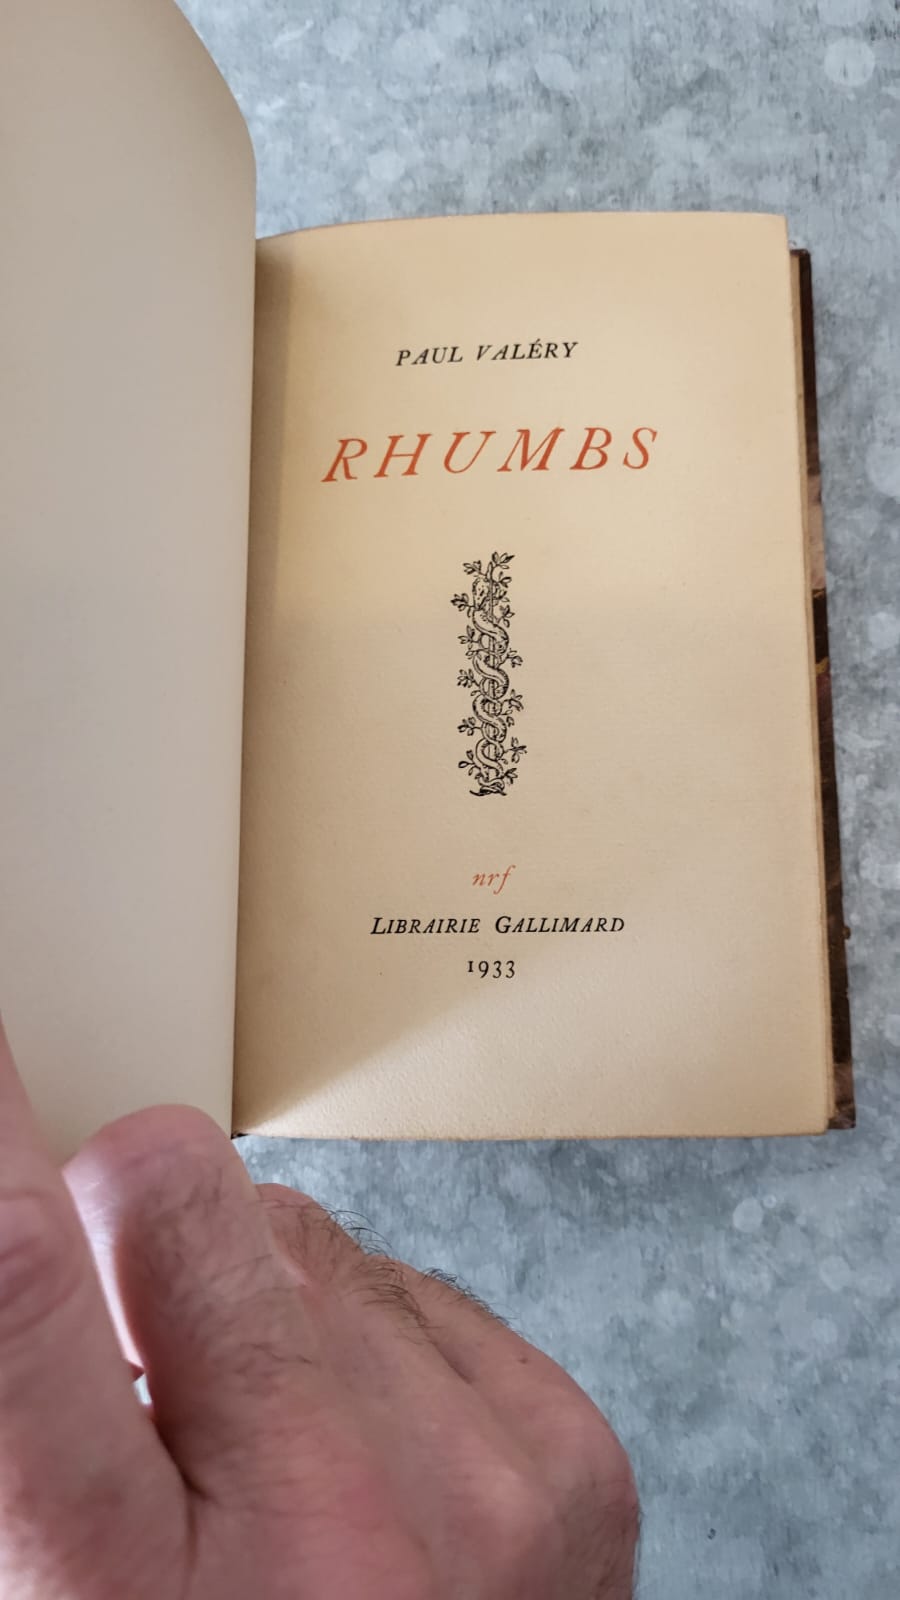 PAUL VALÉRY
RHUMBS
nrf
LIBRAIRIE GALLIMARD
1933